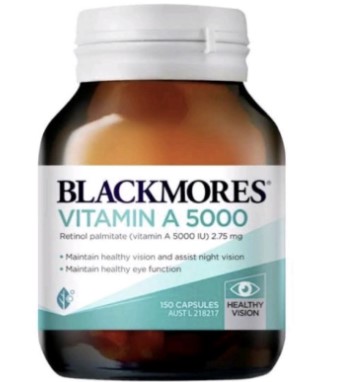 BLACKMORES®
VITAMIN A 5000
Retinol palmitate (vitamin A 5000 IU) 2.75 mg
• Maintain healthy vision and assist night vision
• Maintain healthy eye function
150 CAPSULES
AUST L 218217
HEALTHY
VISION